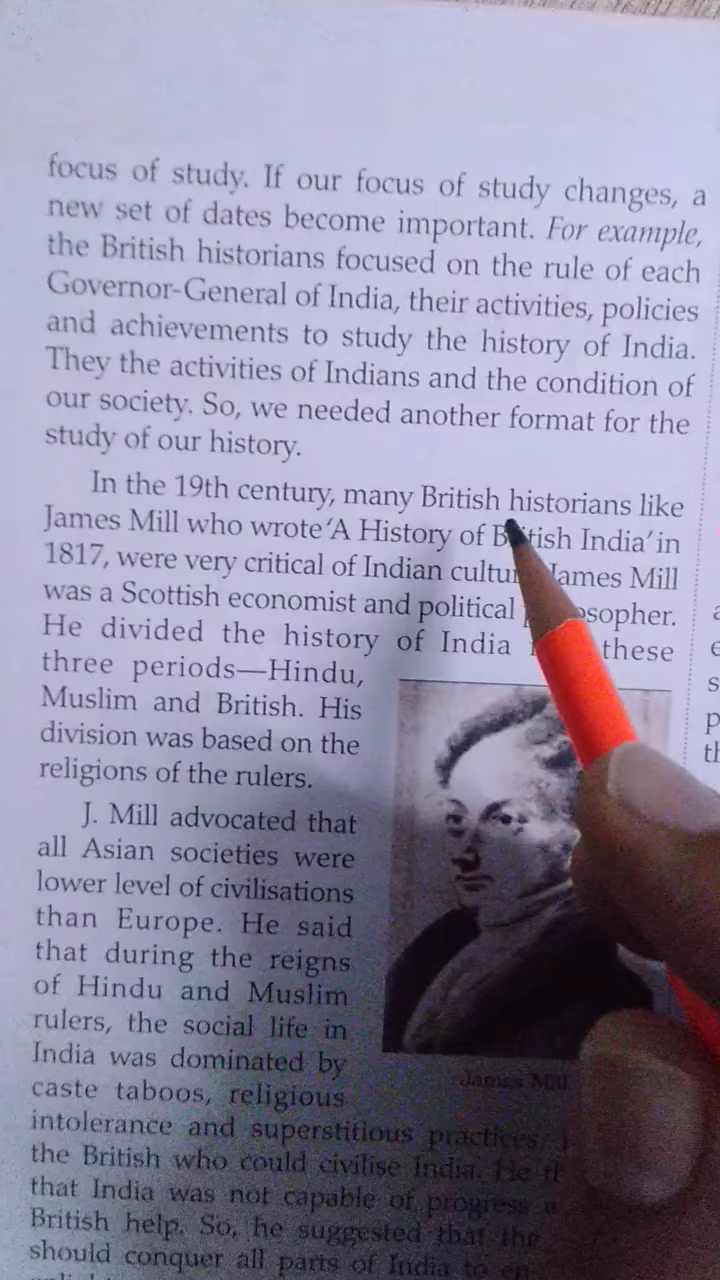 focus of study. If our focus of study changes, a
new set of dates become important. For example,
the British historians focused on the rule of each
Governor-General of India, their activities, policies
and achievements to study the history of India.
They the activities of Indians and the condition of
our society. So, we needed another format for the
study of our history.
In the 19th century, many British historians like
James Mill who wrote 'A History of British India' in
1817, were very critical of Indian James Mill
was a Scottish economist and political
He divided the history of India these
three periods—Hindu,
Muslim and British. His
division was based on the
religions of the rulers.
J. Mill advocated that
all Asian societies were
lower level of civilisations
than Europe. He said
that during the reigns
of Hindu and Muslim
rulers, the social life in
India was dominated by
caste taboos, religious
James Mill
intolerance and superstitious practices
the British who could civilise India. He
that India was not capable of progress
British help. So, he suggested that the
should conquer all parts of India to